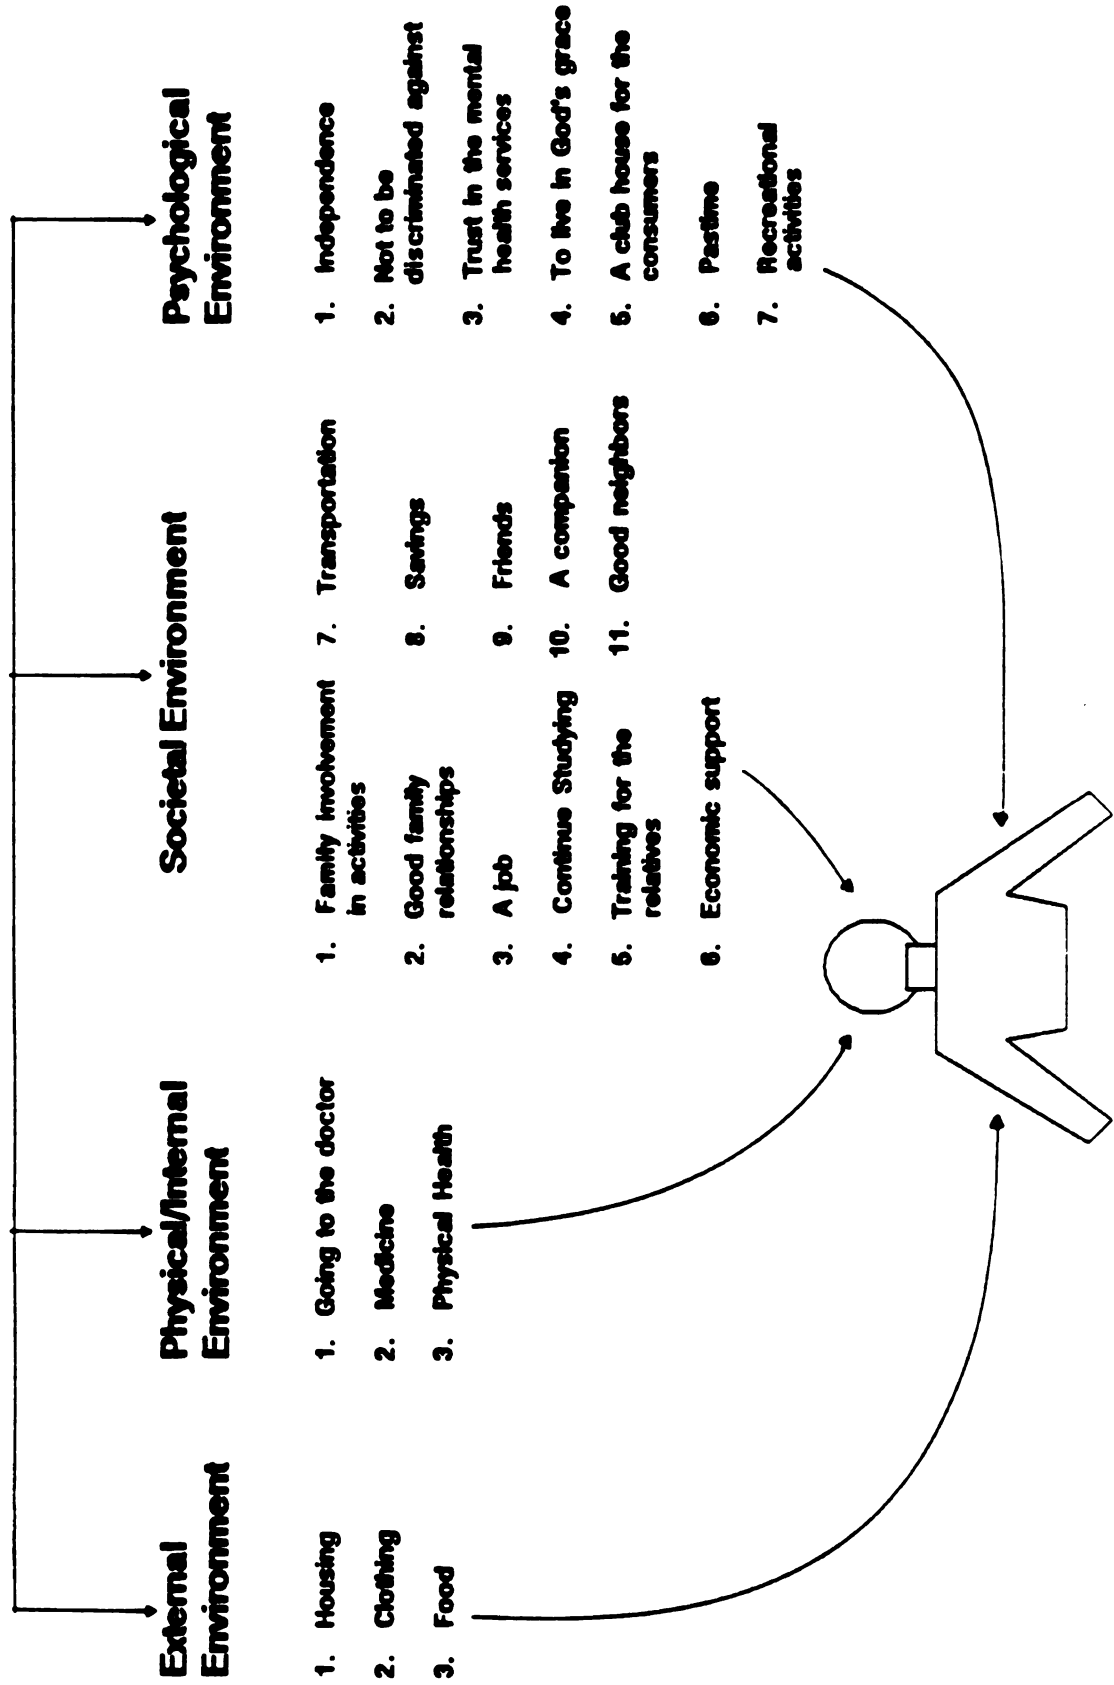 External
Environment
1. Housing
2. Clothing
3. Food
Physical/Internal
Environment
1. Going to the doctor
2. Medicine
3. Physical Health
Societal Environment
1. Family involvement
in activities
2. Good family
relationships
3. A job
4. Continue Studying
5. Training for the
relatives
6. Economic support
7. Transportation
8. Savings
9. Friends
10. A companion
11. Good neighbors
Psychological
Environment
1. Independence
2. Not to be
discriminated against
3. Trust in the mental
health services
4. To live in God's grace
5. A club house for the
consumers
6. Pastime
7. Recreational
activities